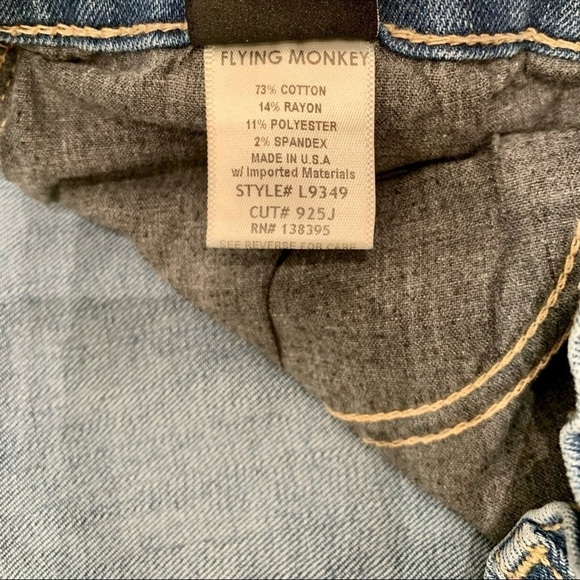 FLYING MONKEY
73% COTTON
14% RAYON
11% POLYESTER
2% SPANDEX
MADE IN U.S.A
w/ Imported Materials
STYLE# L9349
CUT# 925J
RN# 138395
SEE REVERSE FOR CARE